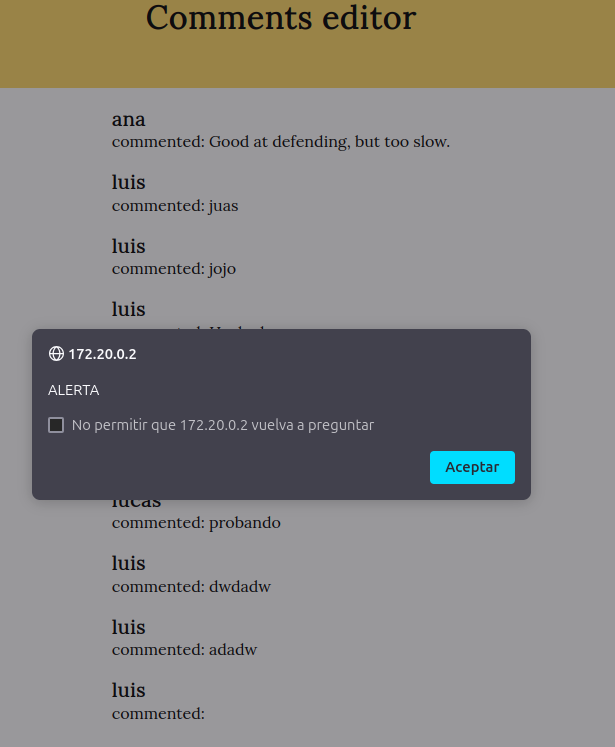 Comments editor
ana
commented: Good at defending, but too slow.
luis
commented: juas
luis
commented: jojo
luis
172.20.0.2
ALERTA
No permitir que 172.20.0.2 vuelva a preguntar
Aceptar
lucas
commented: probando
luis
commented: dwdadw
luis
commented: adadw
luis
commented: